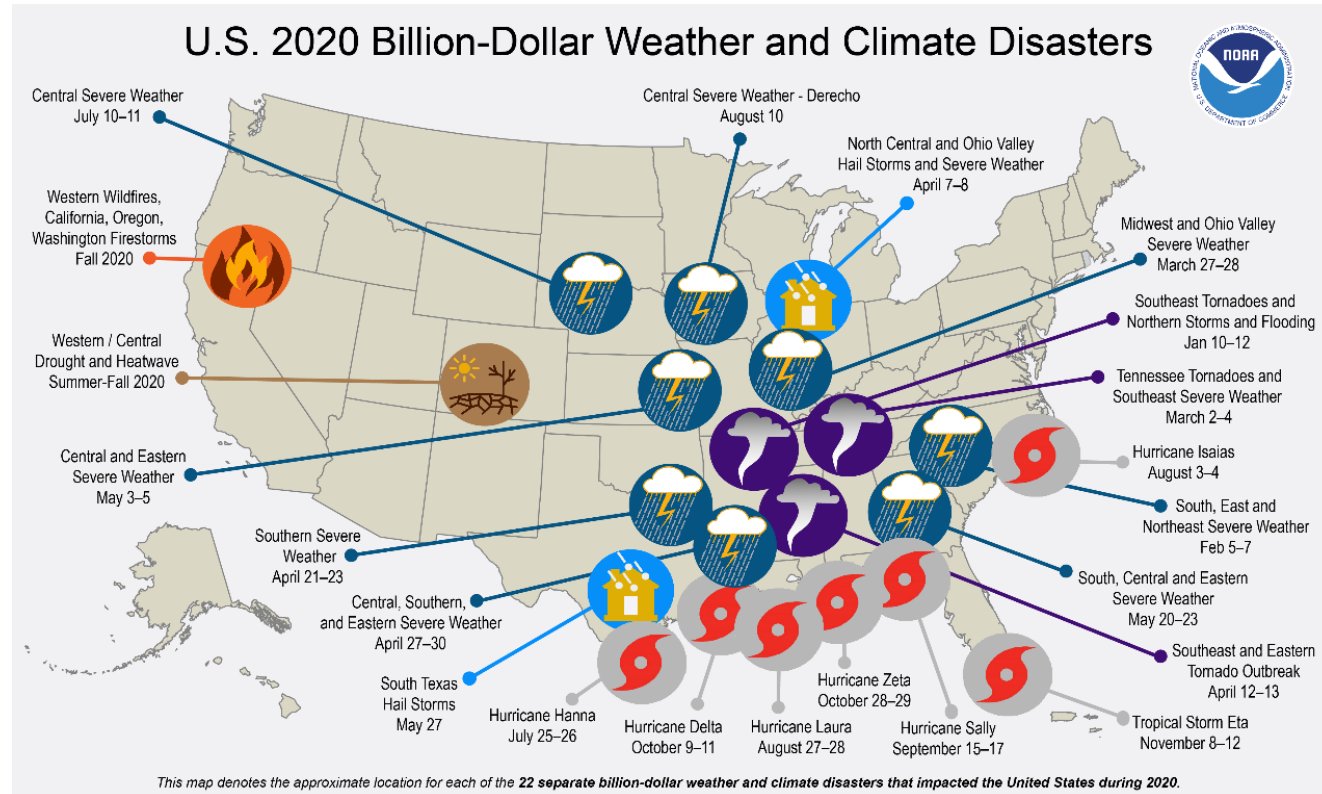 U.S. 2020 Billion-Dollar Weather and Climate Disasters
NATIONAL OCEANIC AND ATMOSPHERIC ADMINISTRATION
NOAA
U.S. DEPARTMENT OF COMMERCE
Central Severe Weather
July 10–11
Central Severe Weather - Derecho
August 10
North Central and Ohio Valley
Hail Storms and Severe Weather
April 7–8
Western Wildfires,
California, Oregon,
Washington Firestorms
Fall 2020
Midwest and Ohio Valley
Severe Weather
March 27–28
Southeast Tornadoes and
Northern Storms and Flooding
Jan 10–12
Western / Central
Drought and Heatwave
Summer-Fall 2020
Tennessee Tornadoes and
Southeast Severe Weather
March 2–4
Central and Eastern
Severe Weather
May 3–5
Hurricane Isaias
August 3–4
South, East and
Northeast Severe Weather
Feb 5–7
Southern Severe
Weather
April 21–23
South, Central and Eastern
Severe Weather
May 20–23
Central, Southern,
and Eastern Severe Weather
April 27–30
Southeast and Eastern
Tornado Outbreak
April 12–13
South Texas
Hail Storms
May 27
Hurricane Hanna
July 25–26
Hurricane Delta
October 9–11
Hurricane Laura
August 27–28
Hurricane Zeta
October 28–29
Hurricane Sally
September 15–17
Tropical Storm Eta
November 8–12
This map denotes the approximate location for each of the 22 separate billion-dollar weather and climate disasters that impacted the United States during 2020.